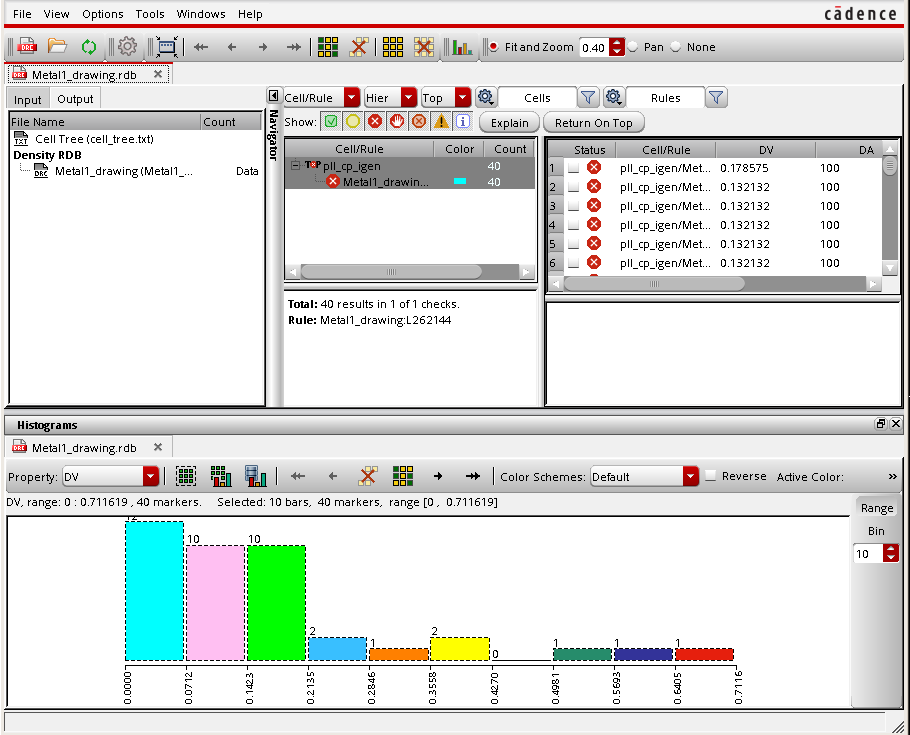 File View Options Tools Windows Help cādence
DRC Fit and Zoom 0.40 Pan None
DRC Metal1_drawing.rdb
Input Output Navigator Cell/Rule Hier Top Cells Rules
Show: Explain Return On Top
File Name Count
TXT Cell Tree (cell_tree.txt)
Density RDB
DRC Metal1_drawing (Metal1_... Data
Cell/Rule Color Count
TOP pll_cp_igen 40
Metal1_drawin... 40
Status Cell/Rule DV DA
1 pll_cp_igen/Met... 0.178575 100
2 pll_cp_igen/Met... 0.132132 100
3 pll_cp_igen/Met... 0.132132 100
4 pll_cp_igen/Met... 0.132132 100
5 pll_cp_igen/Met... 0.132132 100
6 pll_cp_igen/Met... 0.132132 100
Total: 40 results in 1 of 1 checks.
Rule: Metal1_drawing:L262144
Histograms
DRC Metal1_drawing.rdb
Property: DV Color Schemes: Default Reverse Active Color: »
DV, range: 0 : 0.711619 , 40 markers. Selected: 10 bars, 40 markers, range [0 , 0.711619]
Range
Bin
10
12 10 10 2 1 2 0 1 1 1
0.0000 0.0712 0.1423 0.2135 0.2846 0.3558 0.4270 0.4981 0.5693 0.6405 0.7116